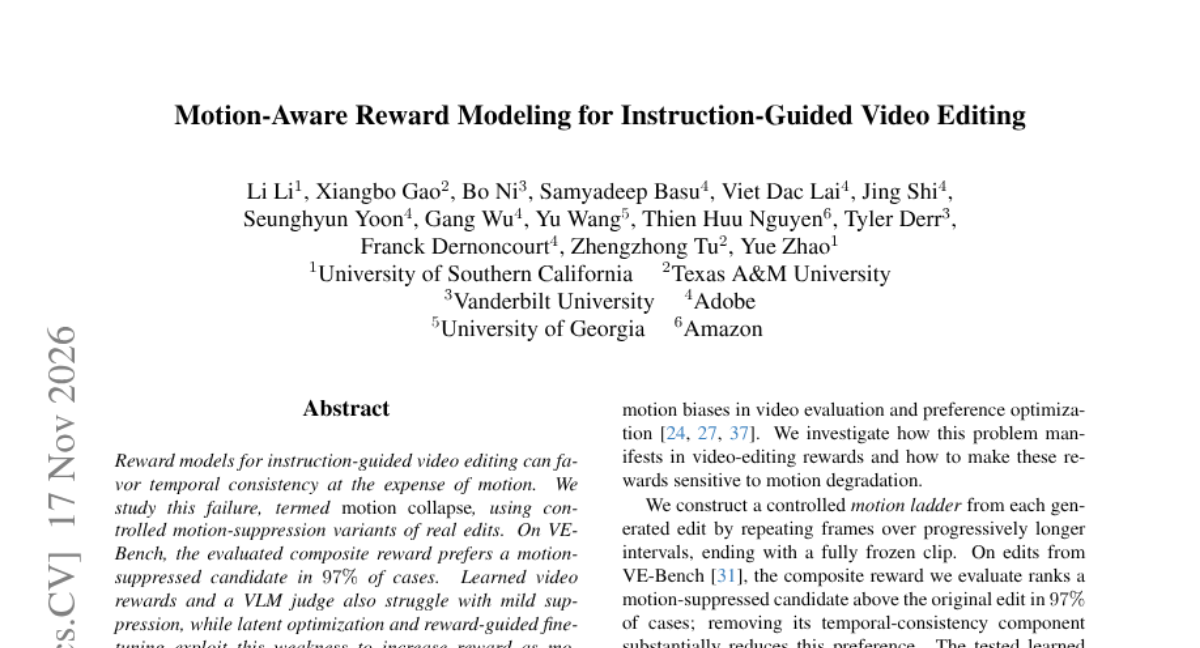 Motion-Aware Reward Modeling for Instruction-Guided Video Editing
Li Li1, Xiangbo Gao2, Bo Ni3, Samyadeep Basu4, Viet Dac Lai4, Jing Shi4,
Seunghyun Yoon4, Gang Wu4, Yu Wang5, Thien Huu Nguyen6, Tyler Derr3,
Franck Dernoncourt4, Zhengzhong Tu2, Yue Zhao1
1University of Southern California 2Texas A&M University
3Vanderbilt University 4Adobe
5University of Georgia 6Amazon
cs.CV] 17 Nov 2026
Abstract
Reward models for instruction-guided video editing can fa-
vor temporal consistency at the expense of motion. We
study this failure, termed motion collapse, using con-
trolled motion-suppression variants of real edits. On VE-
Bench, the evaluated composite reward prefers a motion-
suppressed candidate in 97% of cases. Learned video
rewards and a VLM judge also struggle with mild sup-
pression, while latent optimization and reward-guided fine-
tuning exploit this weakness to increase reward as mo-
motion biases in video evaluation and preference optimiza-
tion [24, 27, 37]. We investigate how this problem man-
ifests in video-editing rewards and how to make these re-
wards sensitive to motion degradation.
We construct a controlled motion ladder from each gen-
erated edit by repeating frames over progressively longer
intervals, ending with a fully frozen clip. On edits from
VE-Bench [31], the composite reward we evaluate ranks a
motion-suppressed candidate above the original edit in 97%
of cases; removing its temporal-consistency component
substantially reduces this preference. The tested learned